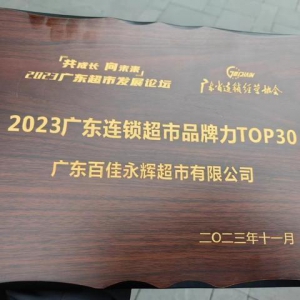 「共成长 向未来」
2023广东超市发展论坛
广东省连锁经营协会
2023广东连锁超市品牌力TOP30
广东百佳永辉超市有限公司
二〇二三年十一月